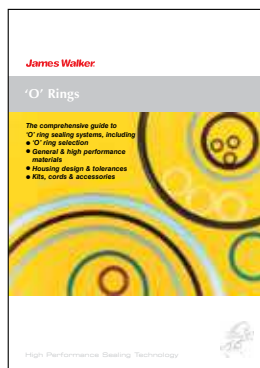 James Walker
‘O’ Rings
The comprehensive guide to
‘O’ ring sealing systems, including
● ‘O’ ring selection
● General & high performance
materials
● Housing design & tolerances
● Kits, cords & accessories
High Performance Sealing Technology